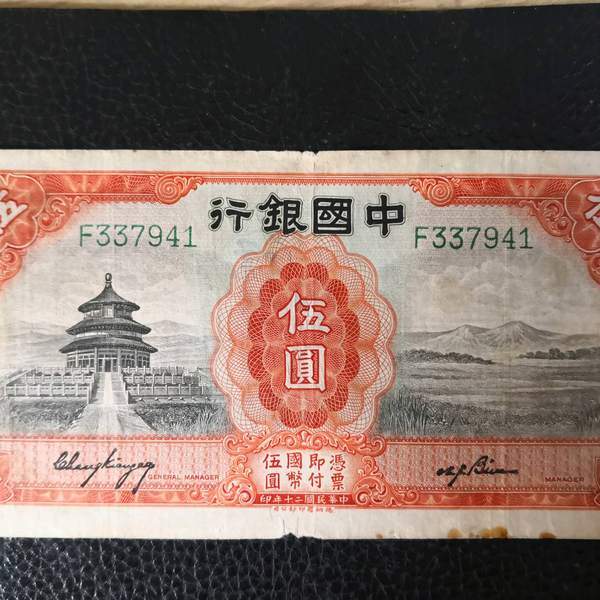 中國銀行
F337941
F337941
伍圓
憑票
即付
國幣
伍圓
GENERAL MANAGER
MANAGER
中華民國二十年印